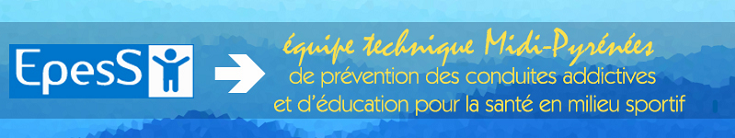 EpesS
équipe technique Midi-Pyrénées
de prévention des conduites addictives
et d'éducation pour la santé en milieu sportif